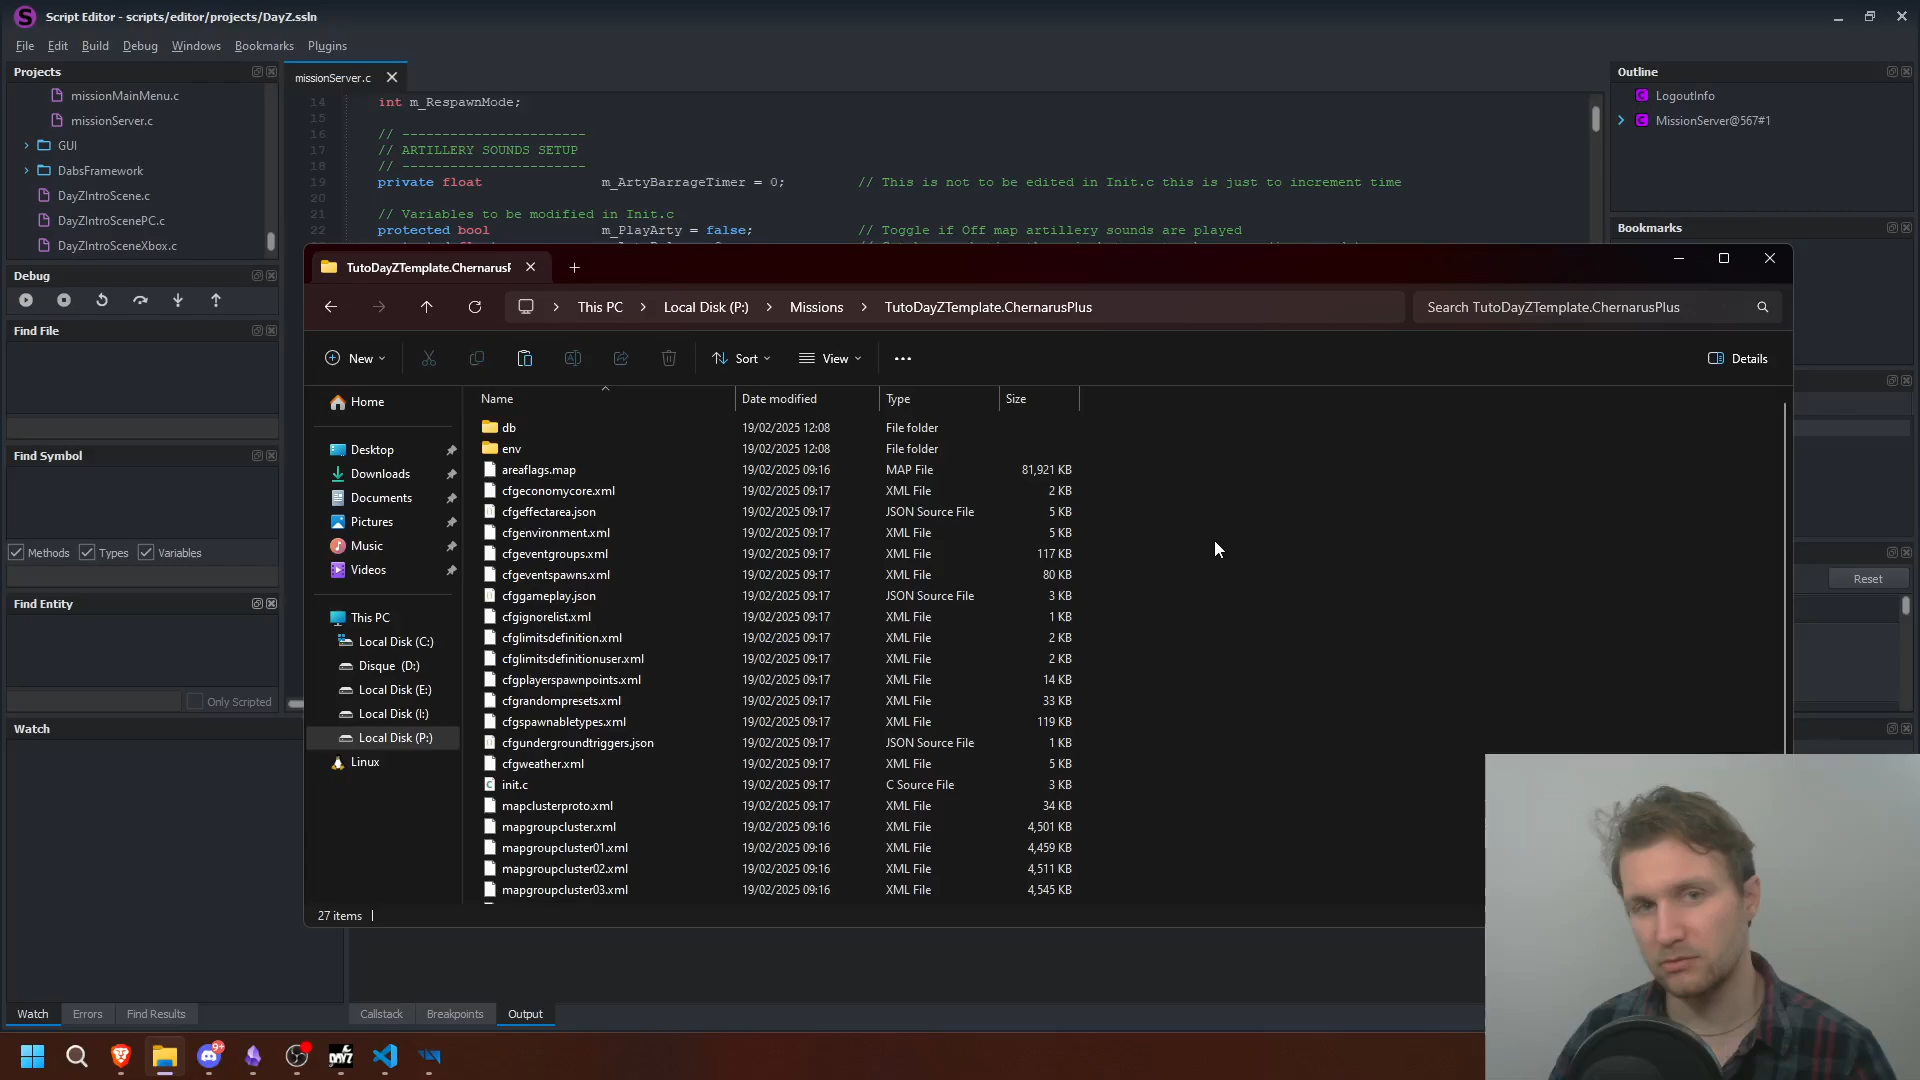 Script Editor - scripts/editor/projects/DayZ.ssln
File Edit Build Debug Windows Bookmarks Plugins
Projects
missionMainMenu.c
missionServer.c
GUI
DabsFramework
DayZIntroScene.c
DayZIntroScenePC.c
DayZIntroSceneXbox.c
Debug
Find File
Find Symbol
Methods Types Variables
Find Entity
Only Scripted
Watch
Watch Errors Find Results
missionServer.c
14 int m_RespawnMode;
15
16 // -----------------------
17 // ARTILLERY SOUNDS SETUP
18 // -----------------------
19 private float m_ArtyBarrageTimer = 0; // This is not to be edited in Init.c this is just to increment time
20
21 // Variables to be modified in Init.c
22 protected bool m_PlayArty = false; // Toggle if Off map artillery sounds are played
Outline
LogoutInfo
MissionServer@567#1
Bookmarks
Reset
TutoDayZTemplate.ChernarusP
This PC Local Disk (P:) Missions TutoDayZTemplate.ChernarusPlus
Search TutoDayZTemplate.ChernarusPlus
New Sort View Details
Home
Desktop
Downloads
Documents
Pictures
Music
Videos
This PC
Local Disk (C:)
Disque (D:)
Local Disk (E:)
Local Disk (I:)
Local Disk (P:)
Linux
Name Date modified Type Size
db 19/02/2025 12:08 File folder
env 19/02/2025 12:08 File folder
areaflags.map 19/02/2025 09:16 MAP File 81,921 KB
cfgeconomycore.xml 19/02/2025 09:17 XML File 2 KB
cfgeffectarea.json 19/02/2025 09:17 JSON Source File 5 KB
cfgenvironment.xml 19/02/2025 09:17 XML File 5 KB
cfgeventgroups.xml 19/02/2025 09:17 XML File 117 KB
cfgeventspawns.xml 19/02/2025 09:17 XML File 80 KB
cfggameplay.json 19/02/2025 09:17 JSON Source File 3 KB
cfgignorelist.xml 19/02/2025 09:17 XML File 1 KB
cfglimitsdefinition.xml 19/02/2025 09:17 XML File 2 KB
cfglimitsdefinitionuser.xml 19/02/2025 09:17 XML File 2 KB
cfgplayerspawnpoints.xml 19/02/2025 09:17 XML File 14 KB
cfgrandompresets.xml 19/02/2025 09:17 XML File 33 KB
cfgspawnabletypes.xml 19/02/2025 09:17 XML File 119 KB
cfgundergroundtriggers.json 19/02/2025 09:17 JSON Source File 1 KB
cfgweather.xml 19/02/2025 09:17 XML File 5 KB
init.c 19/02/2025 09:17 C Source File 3 KB
mapclusterproto.xml 19/02/2025 09:17 XML File 34 KB
mapgroupcluster.xml 19/02/2025 09:16 XML File 4,501 KB
mapgroupcluster01.xml 19/02/2025 09:16 XML File 4,459 KB
mapgroupcluster02.xml 19/02/2025 09:16 XML File 4,511 KB
mapgroupcluster03.xml 19/02/2025 09:16 XML File 4,545 KB
27 items
Callstack Breakpoints Output
9+
DAYZ